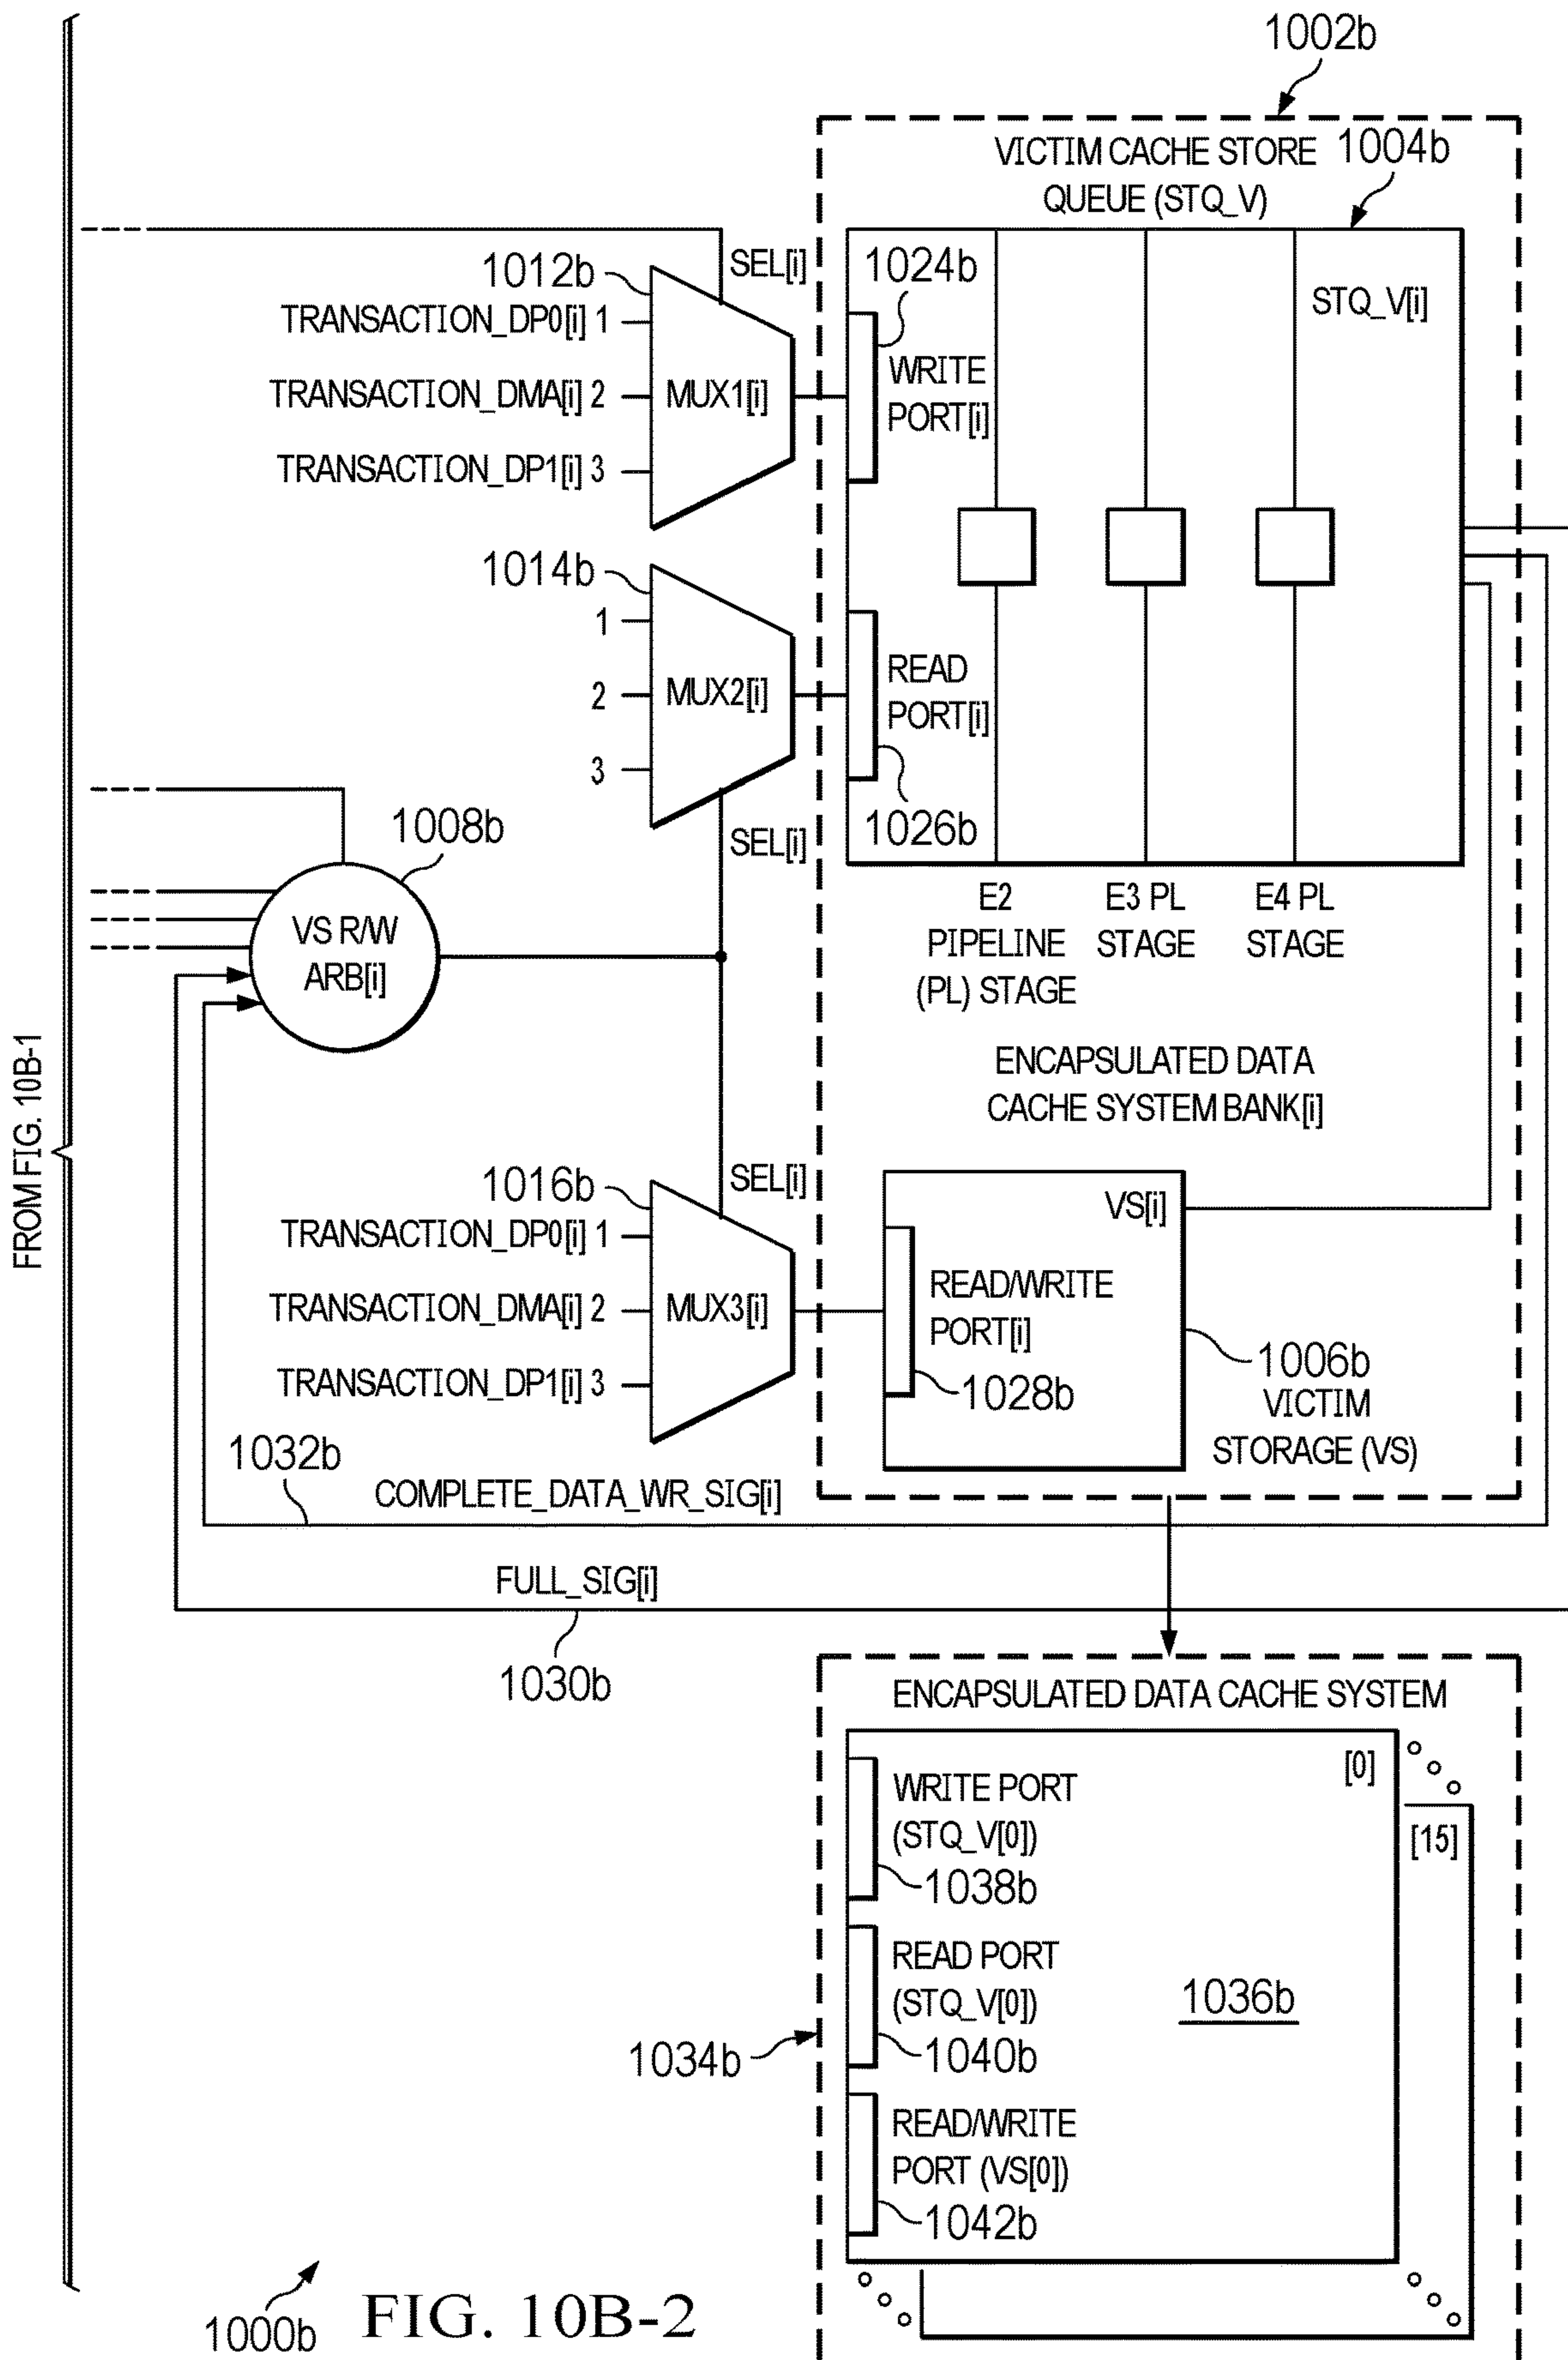 1002b
VICTIM CACHE STORE
QUEUE (STQ_V)
1004b
SEL[i]
1012b
TRANSACTION_DP0[i] 1
TRANSACTION_DMA[i] 2
TRANSACTION_DP1[i] 3
MUX1[i]
1024b
WRITE
PORT[i]
STQ_V[i]
1014b
1
2
3
MUX2[i]
SEL[i]
READ
PORT[i]
1026b
1008b
VS R/W
ARB[i]
E2
PIPELINE
(PL) STAGE
E3 PL
STAGE
E4 PL
STAGE
ENCAPSULATED DATA
CACHE SYSTEM BANK[i]
FROM FIG. 10B-1
SEL[i]
1016b
TRANSACTION_DP0[i] 1
TRANSACTION_DMA[i] 2
TRANSACTION_DP1[i] 3
MUX3[i]
VS[i]
READ/WRITE
PORT[i]
1028b
1006b
VICTIM
STORAGE (VS)
1032b
COMPLETE_DATA_WR_SIG[i]
FULL_SIG[i]
1030b
ENCAPSULATED DATA CACHE SYSTEM
[0]
[15]
WRITE PORT
(STQ_V[0])
1038b
READ PORT
(STQ_V[0])
1040b
1036b
1034b
READ/WRITE
PORT (VS[0])
1042b
1000b
FIG. 10B-2